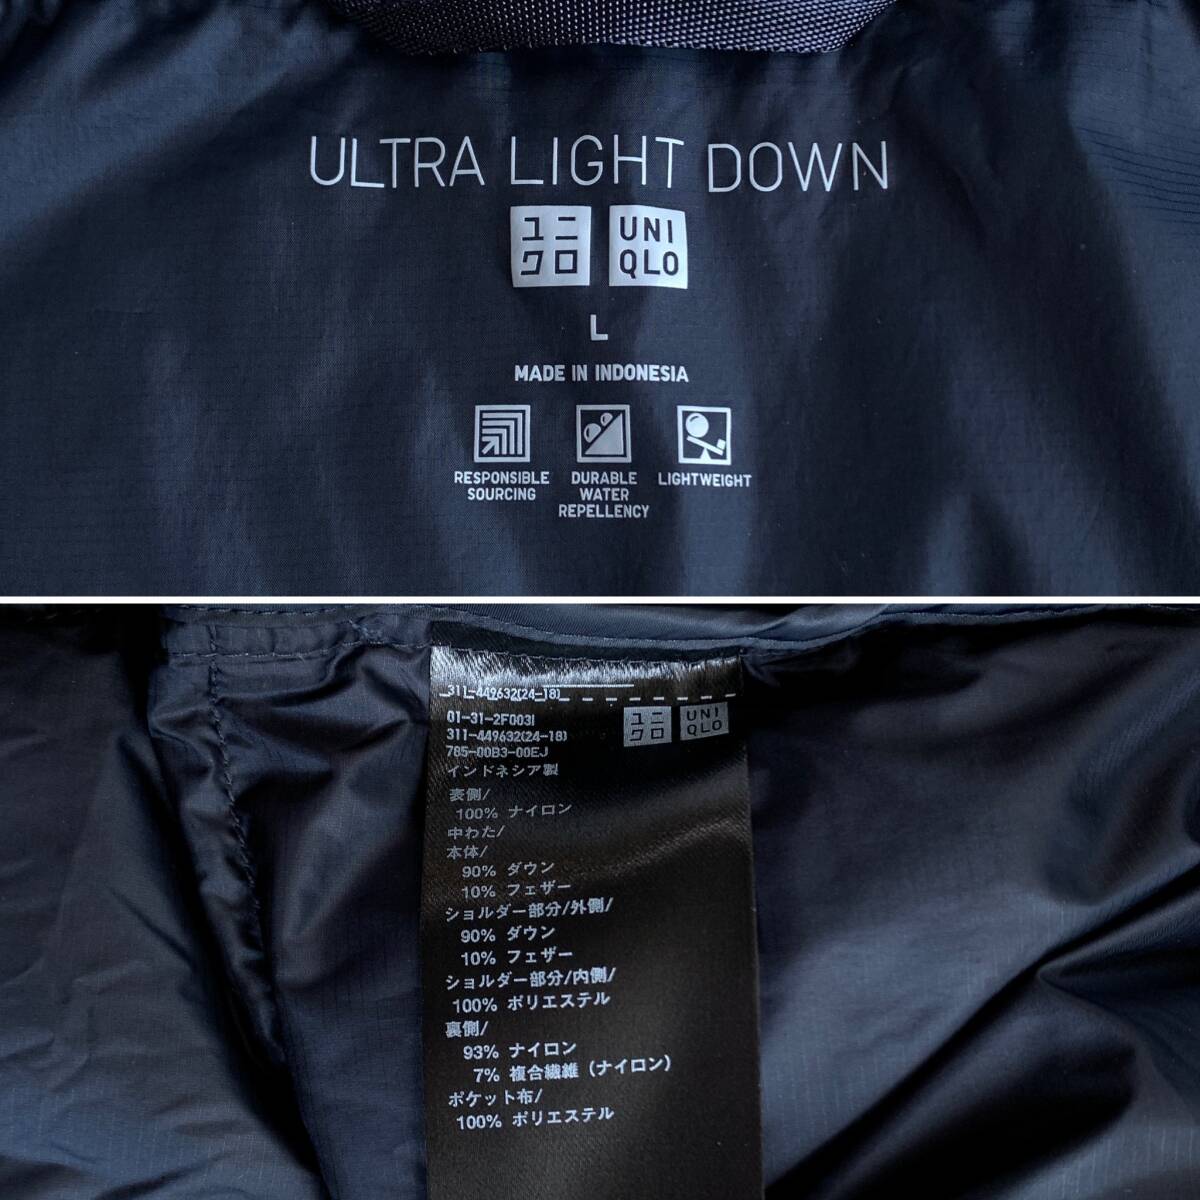 ULTRA LIGHT DOWN
ユニ UNI
クロ QLO
L
MADE IN INDONESIA
RESPONSIBLE DURABLE LIGHTWEIGHT
SOURCING WATER
REPELLENCY
311-449632(24-18)
01-31-2F003I
ユニ UNI
クロ QLO
311-449632(24-18)
785-00B3-00EJ
インドネシア製
表側/
100% ナイロン
中わた/
本体/
90% ダウン
10% フェザー
ショルダー部分/外側/
90% ダウン
10% フェザー
ショルダー部分/内側/
100% ポリエステル
裏側/
93% ナイロン
7% 複合繊維 (ナイロン)
ポケット布/
100% ポリエステル